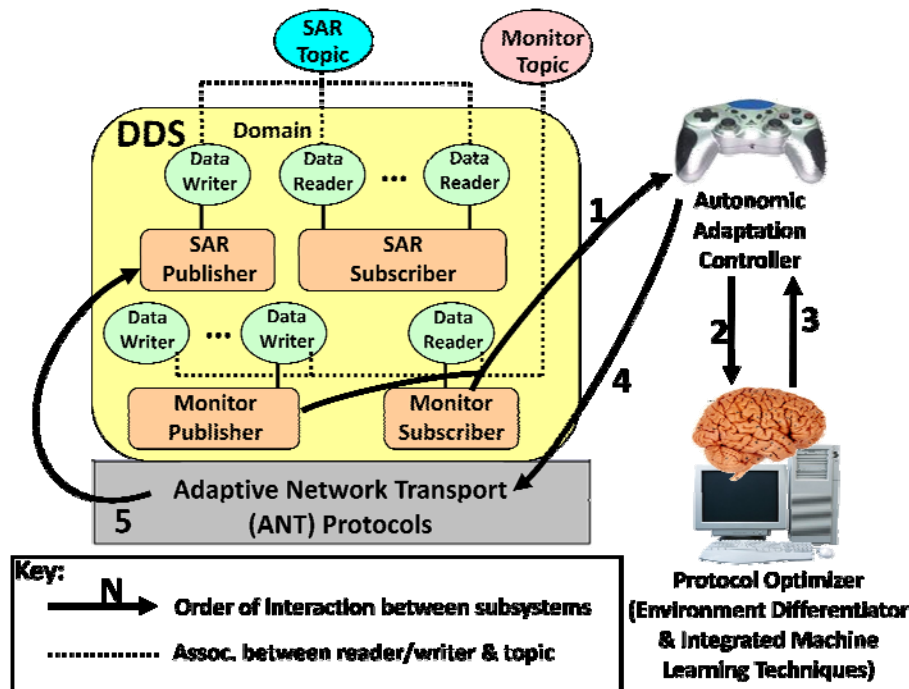 SAR
Topic
Monitor
Topic
DDS
Domain
Data
Writer
Data
Reader
...
Data
Reader
SAR
Publisher
SAR
Subscriber
Data
Writer
...
Data
Writer
Data
Reader
Monitor
Publisher
Monitor
Subscriber
Adaptive Network Transport
(ANT) Protocols
1
2
3
4
5
Autonomic
Adaptation
Controller
Protocol Optimizer
(Environment Differentiator
& Integrated Machine
Learning Techniques)
Key:
N
Order of Interaction between subsystems
Assoc. between reader/writer & topic